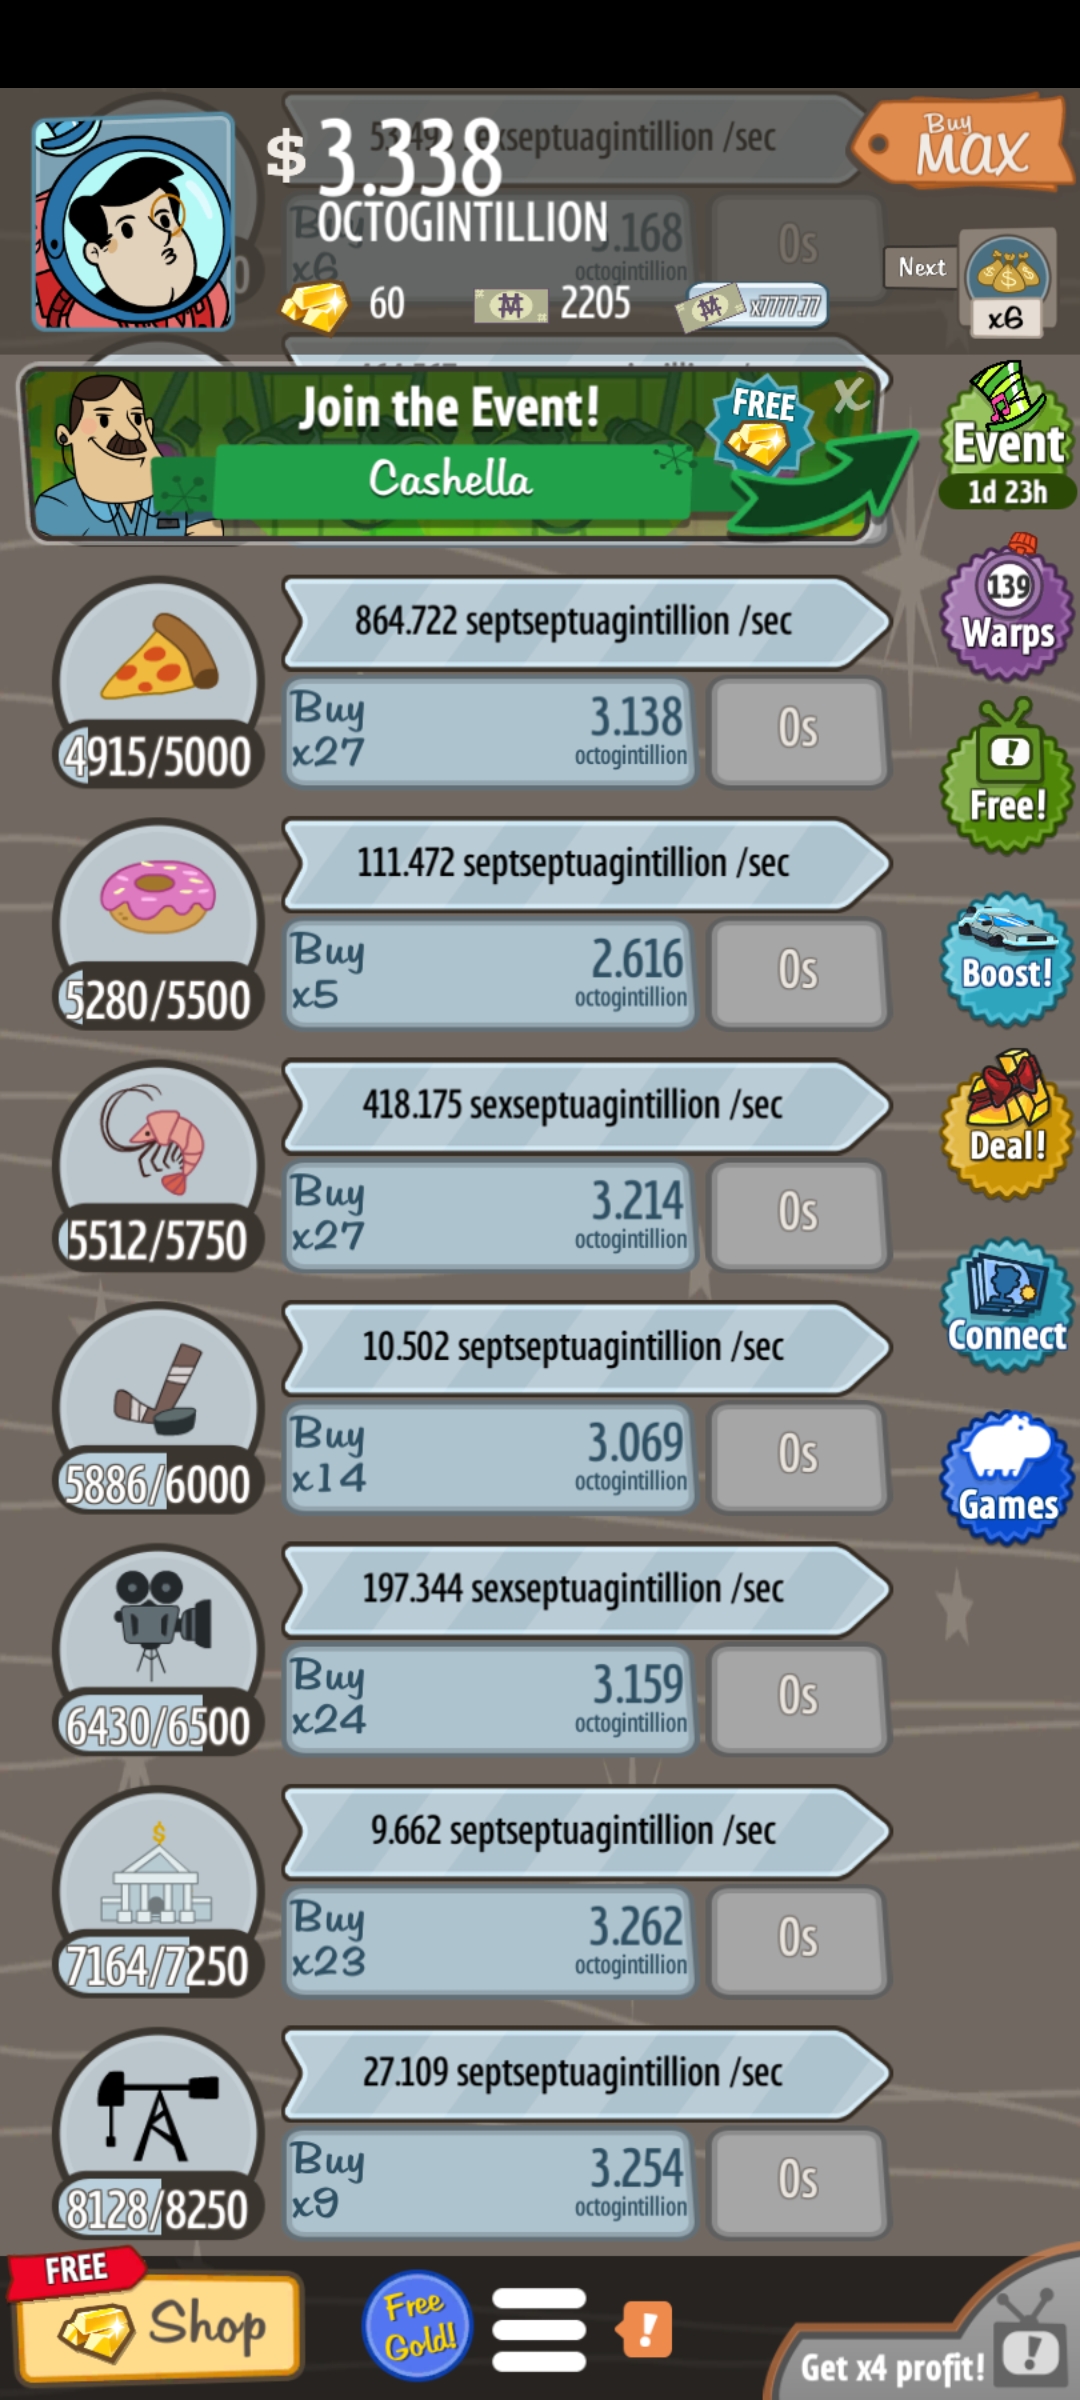 sexseptuagintillion /sec
$ 3.338
OCTOGINTILLION
Buy
MAX
Buy
x6
3.168
octogintillion
0s
Next
x6
60
2205
x7777.77
Join the Event!
Cashella
FREE
X
Event
1d 23h
139
Warps
864.722 septseptuagintillion /sec
Buy
x27
3.138
octogintillion
0s
4915/5000
!
Free!
111.472 septseptuagintillion /sec
Buy
x5
2.616
octogintillion
0s
5280/5500
Boost!
418.175 sexseptuagintillion /sec
Buy
x27
3.214
octogintillion
0s
5512/5750
Deal!
10.502 septseptuagintillion /sec
Buy
x14
3.069
octogintillion
0s
5886/6000
Connect
Games
197.344 sexseptuagintillion /sec
Buy
x24
3.159
octogintillion
0s
6430/6500
9.662 septseptuagintillion /sec
Buy
x23
3.262
octogintillion
0s
7164/7250
27.109 septseptuagintillion /sec
Buy
x9
3.254
octogintillion
0s
8128/8250
FREE
Shop
Free
Gold!
!
Get x4 profit!
!